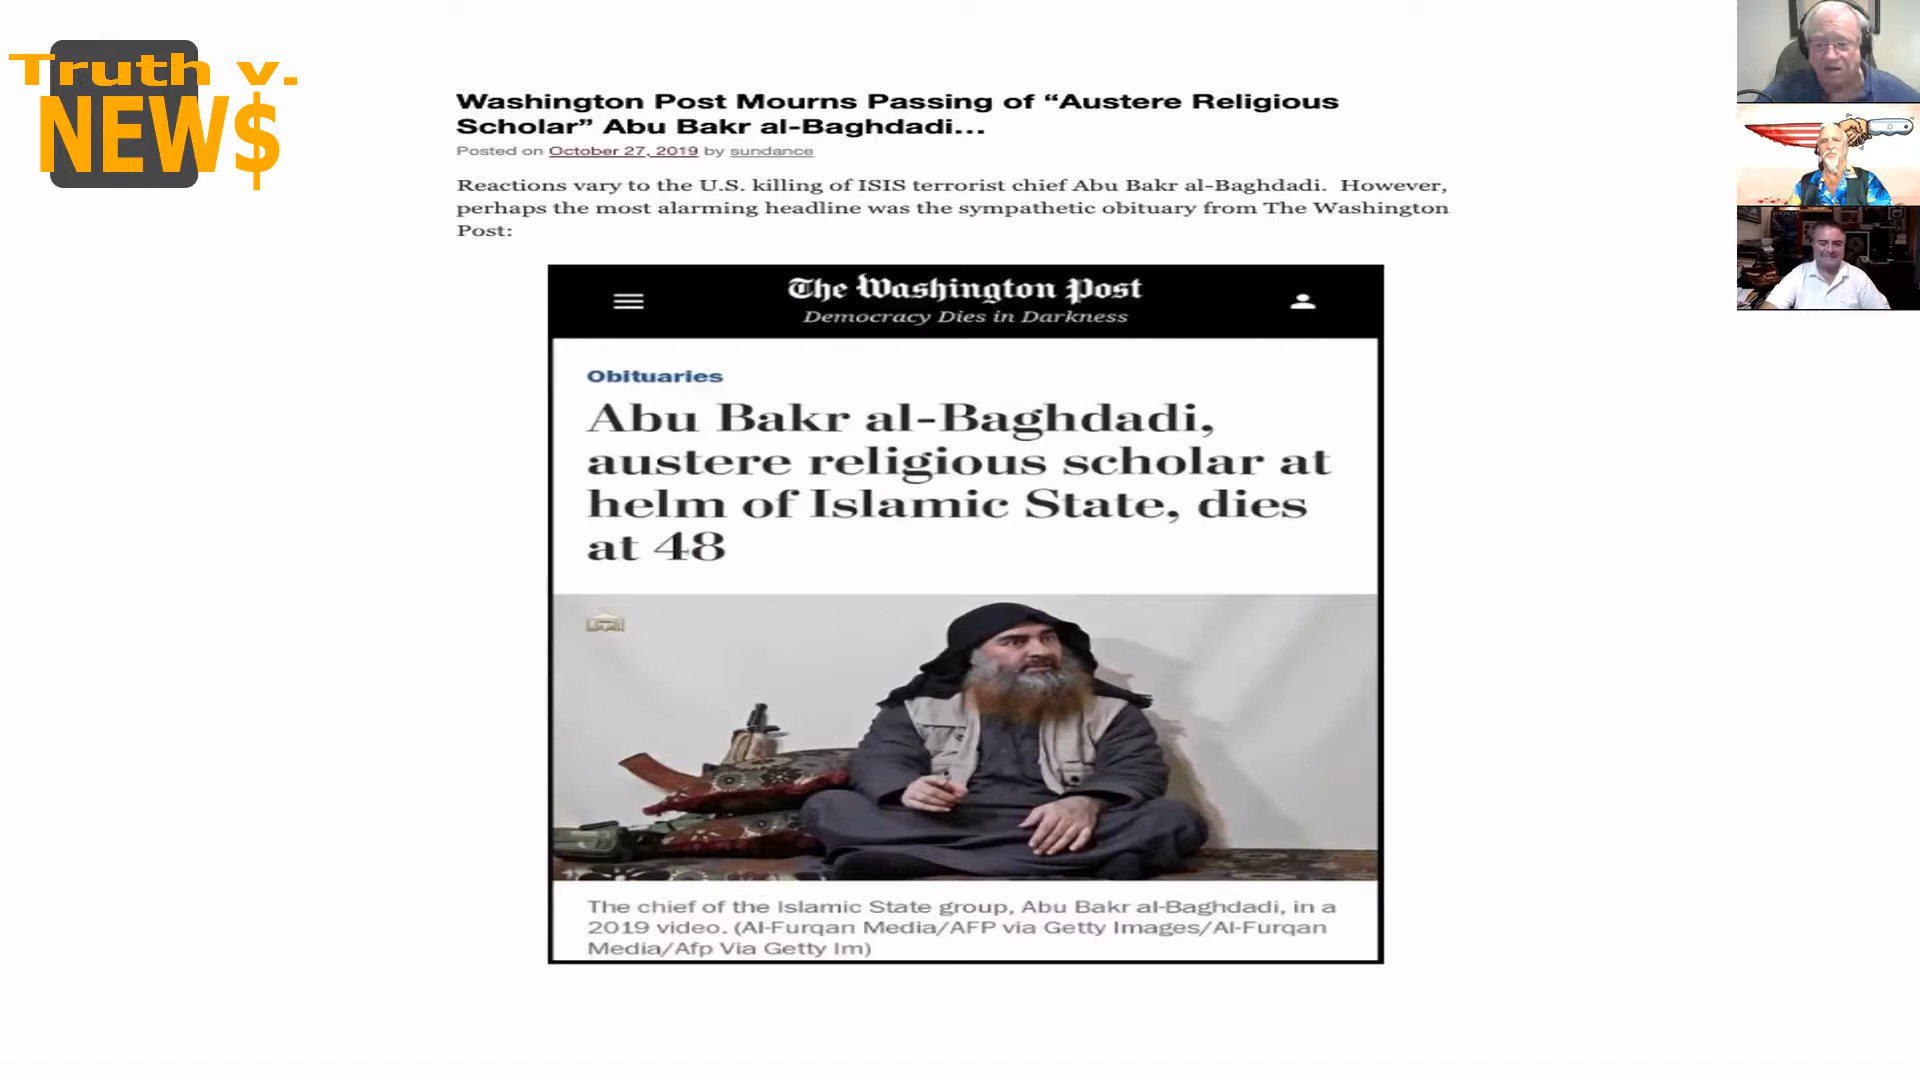 Truth v.
NEW$
Washington Post Mourns Passing of “Austere Religious
Scholar” Abu Bakr al-Baghdadi...
Posted on October 27, 2019 by sundance
Reactions vary to the U.S. killing of ISIS terrorist chief Abu Bakr al-Baghdadi. However,
perhaps the most alarming headline was the sympathetic obituary from The Washington
Post:
The Washington Post
Democracy Dies in Darkness
Obituaries
Abu Bakr al-Baghdadi,
austere religious scholar at
helm of Islamic State, dies
at 48
The chief of the Islamic State group, Abu Bakr al-Baghdadi, in a
2019 video. (Al-Furqan Media/AFP via Getty Images/Al-Furqan
Media/Afp Via Getty Im)